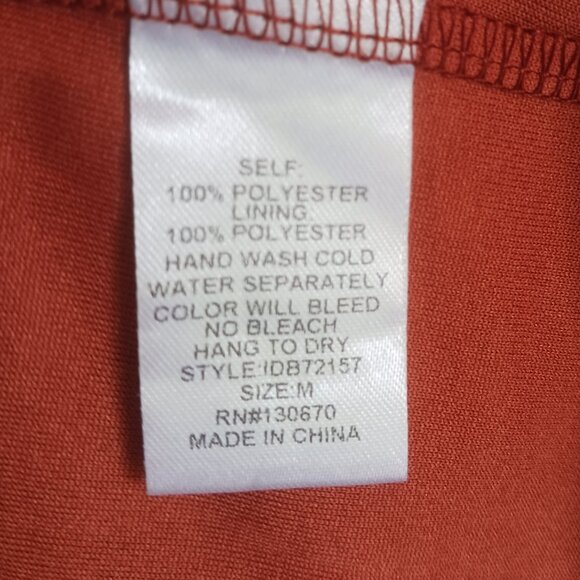 SELF:
100% POLYESTER
LINING:
100% POLYESTER
HAND WASH COLD
WATER SEPARATELY
COLOR WILL BLEED
NO BLEACH
HANG TO DRY
STYLE:IDB72157
SIZE:M
RN#130670
MADE IN CHINA